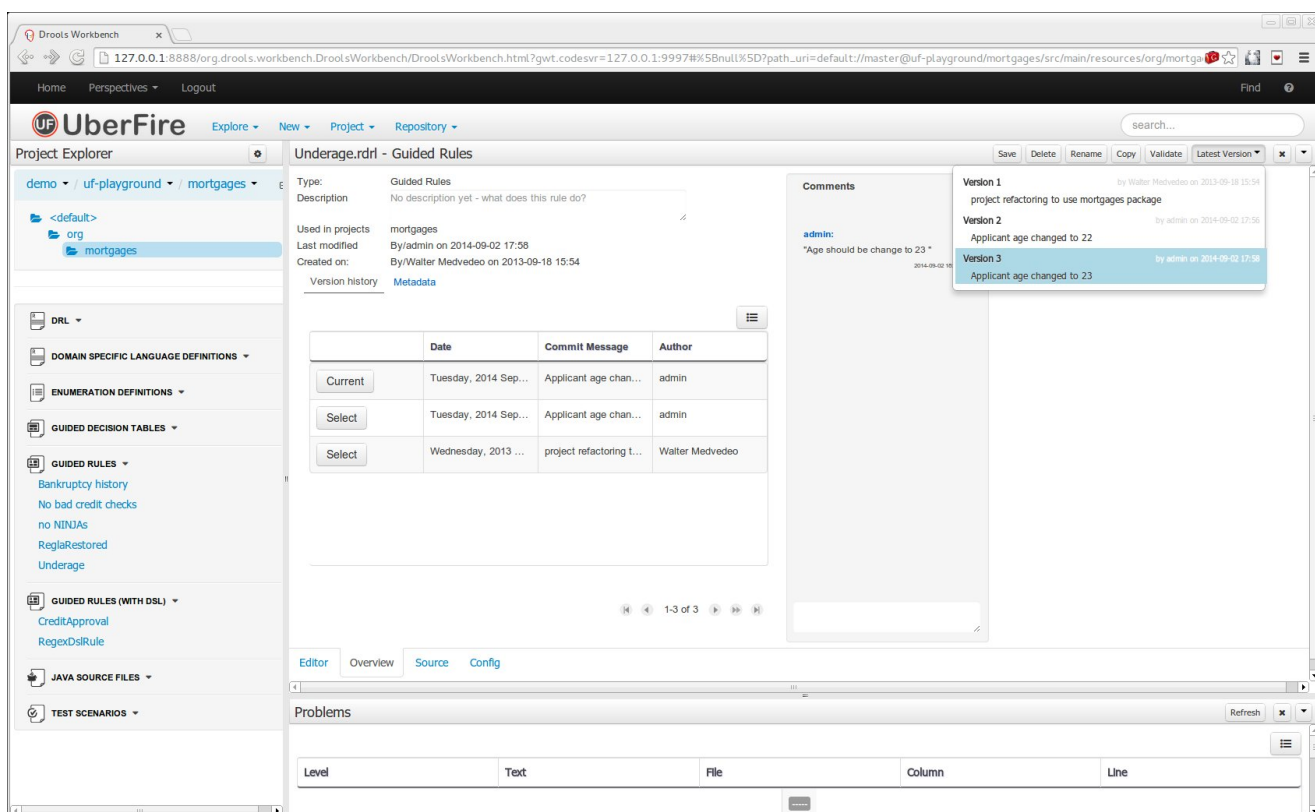 Drools Workbench
127.0.0.1:8888/org.drools.workbench.DroolsWorkbench/DroolsWorkbench.html?gwt.codesvr=127.0.0.1:9997#%5Bnull%5D?path_uri=default://master@uf-playground/mortgages/src/main/resources/org/mortga
Home Perspectives Logout Find
UF UberFire Explore New Project Repository search...
Project Explorer
demo / uf-playground / mortgages
<default>
org
mortgages
DRL
DOMAIN SPECIFIC LANGUAGE DEFINITIONS
ENUMERATION DEFINITIONS
GUIDED DECISION TABLES
GUIDED RULES
Bankruptcy history
No bad credit checks
no NINJAs
ReglaRestored
Underage
GUIDED RULES (WITH DSL)
CreditApproval
RegexDslRule
JAVA SOURCE FILES
TEST SCENARIOS
Underage.rdrl - Guided Rules Save Delete Rename Copy Validate Latest Version
Type: Guided Rules
Description No description yet - what does this rule do?
Used in projects mortgages
Last modified By/admin on 2014-09-02 17:58
Created on: By/Walter Medvedeo on 2013-09-18 15:54
Version history Metadata
Date Commit Message Author
Current Tuesday, 2014 Sep... Applicant age chan... admin
Select Tuesday, 2014 Sep... Applicant age chan... admin
Select Wednesday, 2013 ... project refactoring t... Walter Medvedeo
1-3 of 3
Comments
admin:
"Age should be change to 23 "
2014-09-02
Version 1 by Walter Medvedeo on 2013-09-18 15:54
project refactoring to use mortgages package
Version 2 by admin on 2014-09-02 17:56
Applicant age changed to 22
Version 3 by admin on 2014-09-02 17:58
Applicant age changed to 23
Editor Overview Source Config
Problems Refresh
Level Text File Column Line